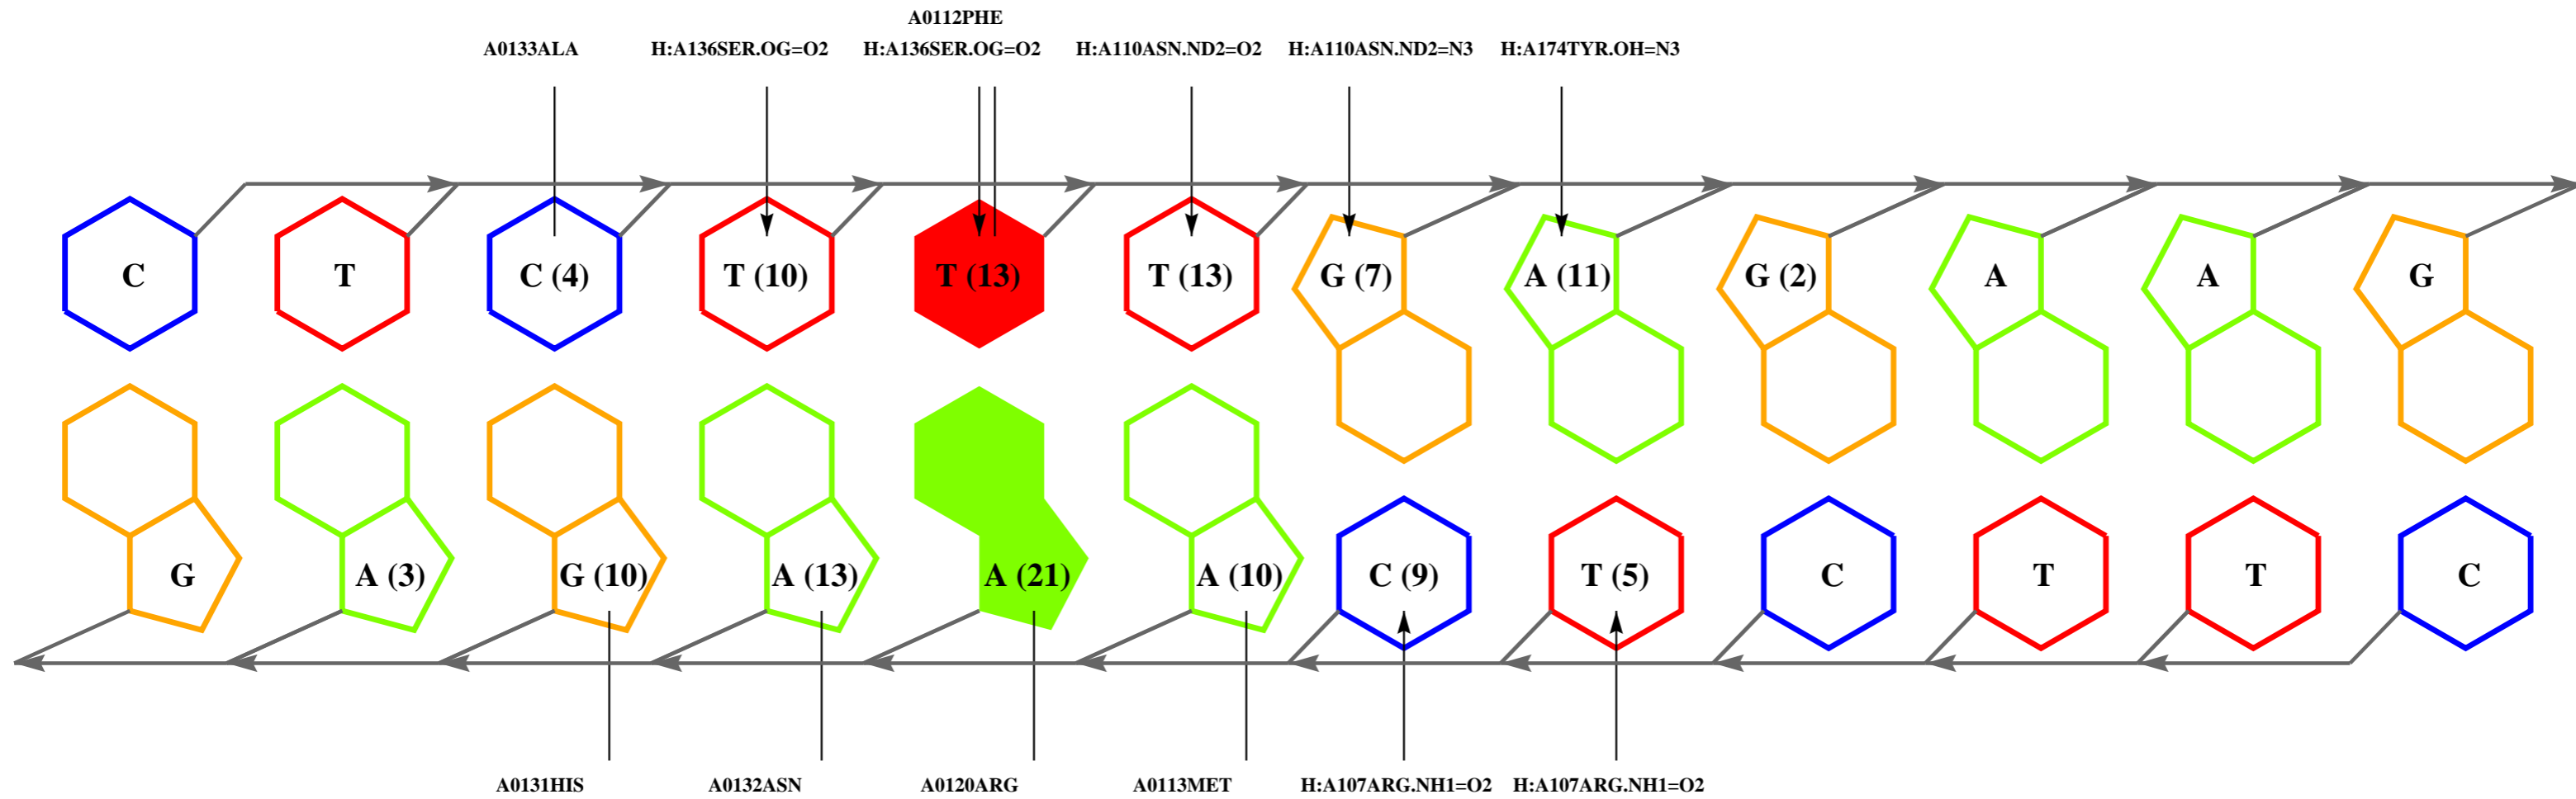 A0112PHE
A0133ALA H:A136SER.OG=O2 H:A136SER.OG=O2 H:A110ASN.ND2=O2 H:A110ASN.ND2=N3 H:A174TYR.OH=N3
C T C (4) T (10) T (13) T (13) G (7) A (11) G (2) A A G
G A (3) G (10) A (13) A (21) A (10) C (9) T (5) C T T C
A0131HIS A0132ASN A0120ARG A0113MET H:A107ARG.NH1=O2 H:A107ARG.NH1=O2